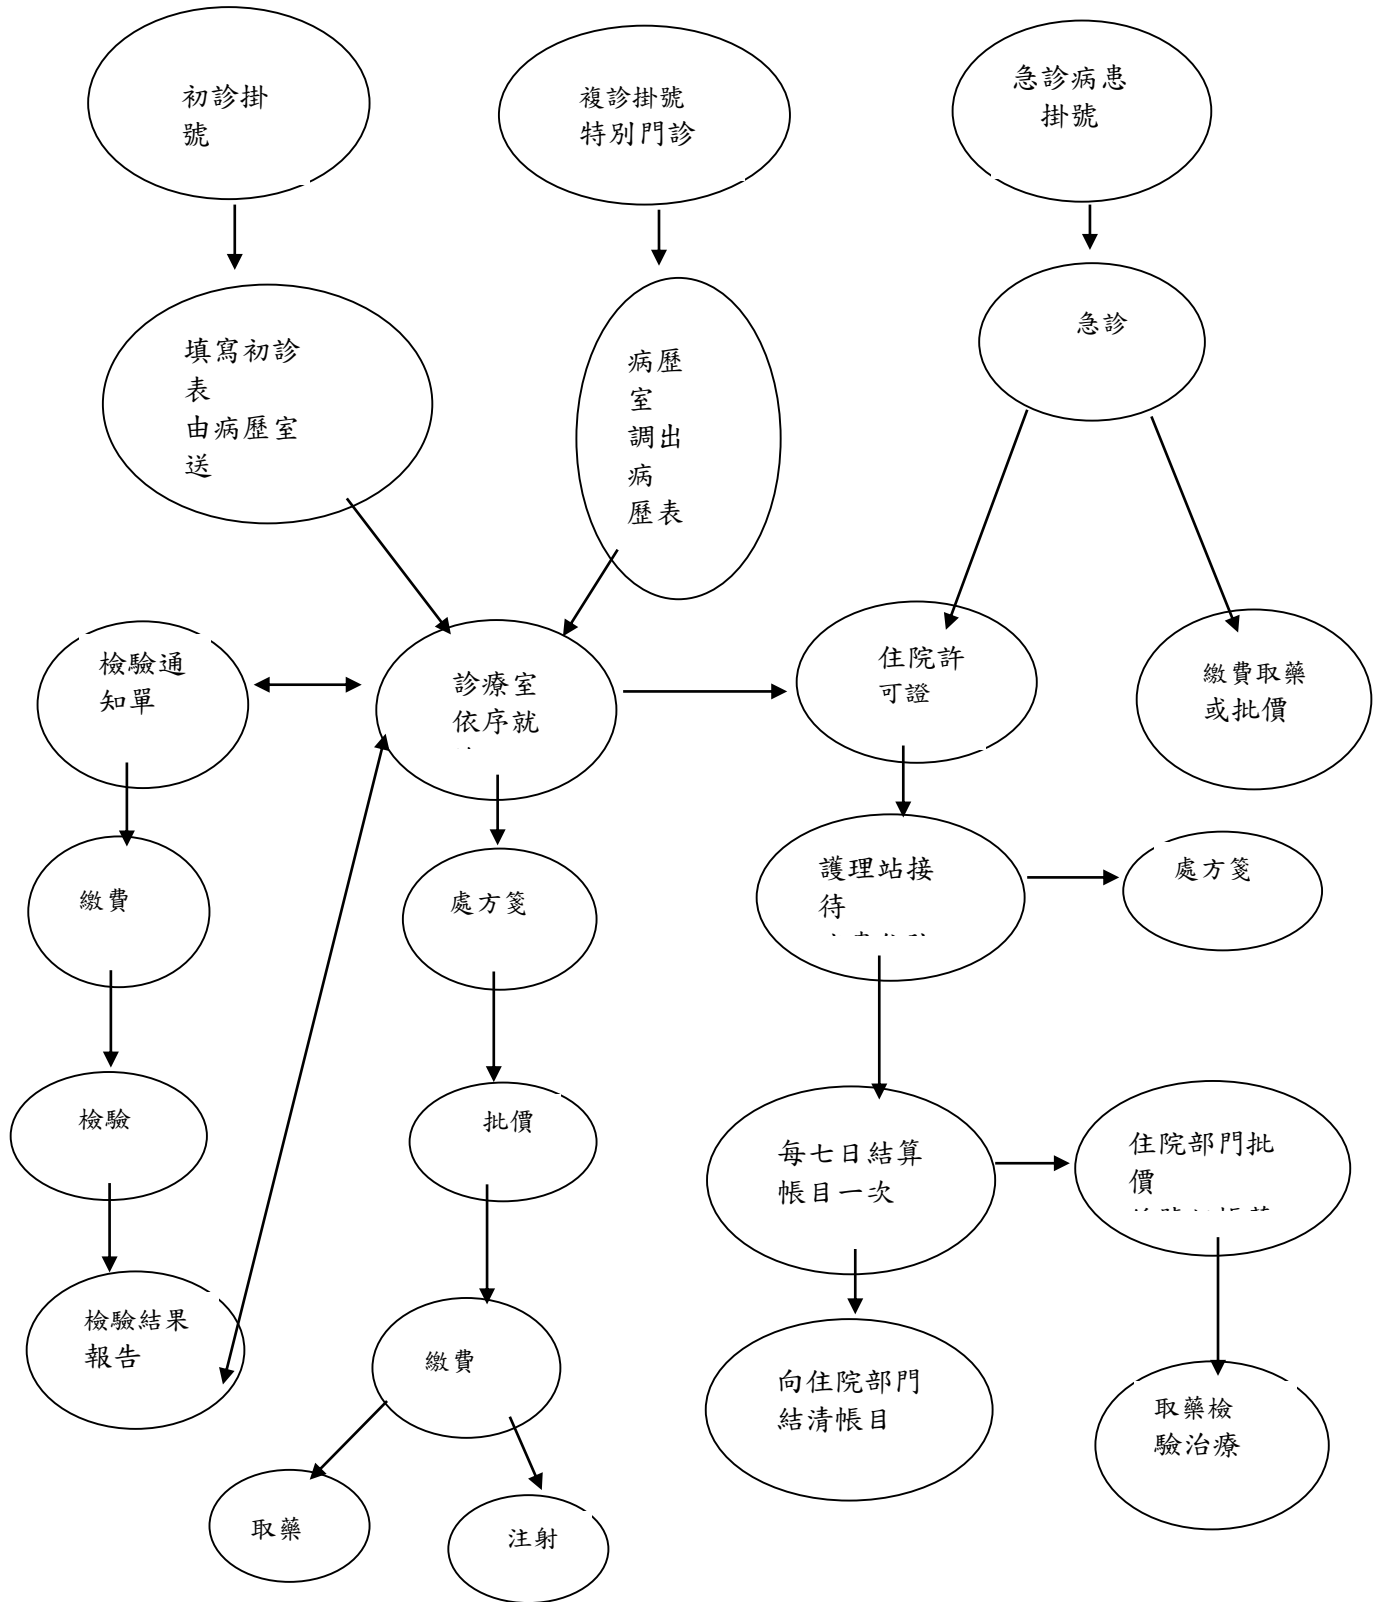 初診掛
號
複診掛號
特別門診
急診病患
掛號
填寫初診
表
由病歷室
送
病歷
室
調出
病
歷表
急診
檢驗通
知單
診療室
依序就
住院許
可證
繳費取藥
或批價
繳費
處方箋
護理站接
待
處方箋
檢驗
批價
每七日結算
帳目一次
住院部門批
價
檢驗結果
報告
繳費
向住院部門
結清帳目
取藥檢
驗治療
取藥
注射